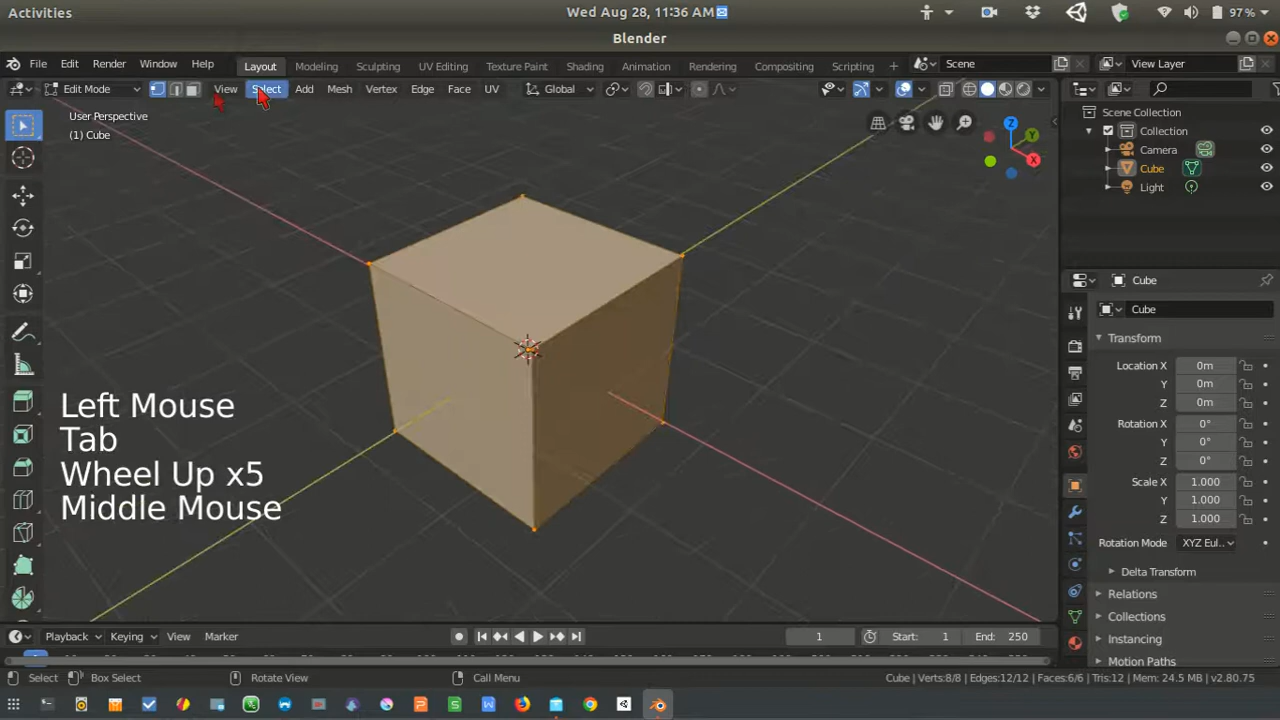 Activities
Wed Aug 28, 11:36 AM
97%
Blender
File Edit Render Window Help
Layout Modeling Sculpting UV Editing Texture Paint Shading Animation Rendering Compositing Scripting +
Scene
View Layer
Edit Mode
View Select Add Mesh Vertex Edge Face UV
Global
User Perspective
(1) Cube
Z
Y
X
Scene Collection
Collection
Camera
Cube
Light
Cube
Cube
Transform
Location X 0m
Y 0m
Z 0m
Rotation X 0°
Y 0°
Z 0°
Scale X 1.000
Y 1.000
Z 1.000
Rotation Mode XYZ Eul..
Delta Transform
Relations
Collections
Instancing
Motion Paths
Left Mouse
Tab
Wheel Up x5
Middle Mouse
Playback Keying View Marker
1
Start: 1
End: 250
Select
Box Select
Rotate View
Call Menu
Cube | Verts:8/8 | Edges:12/12 | Faces:6/6 | Tris:12 | Mem: 24.5 MB | v2.80.75